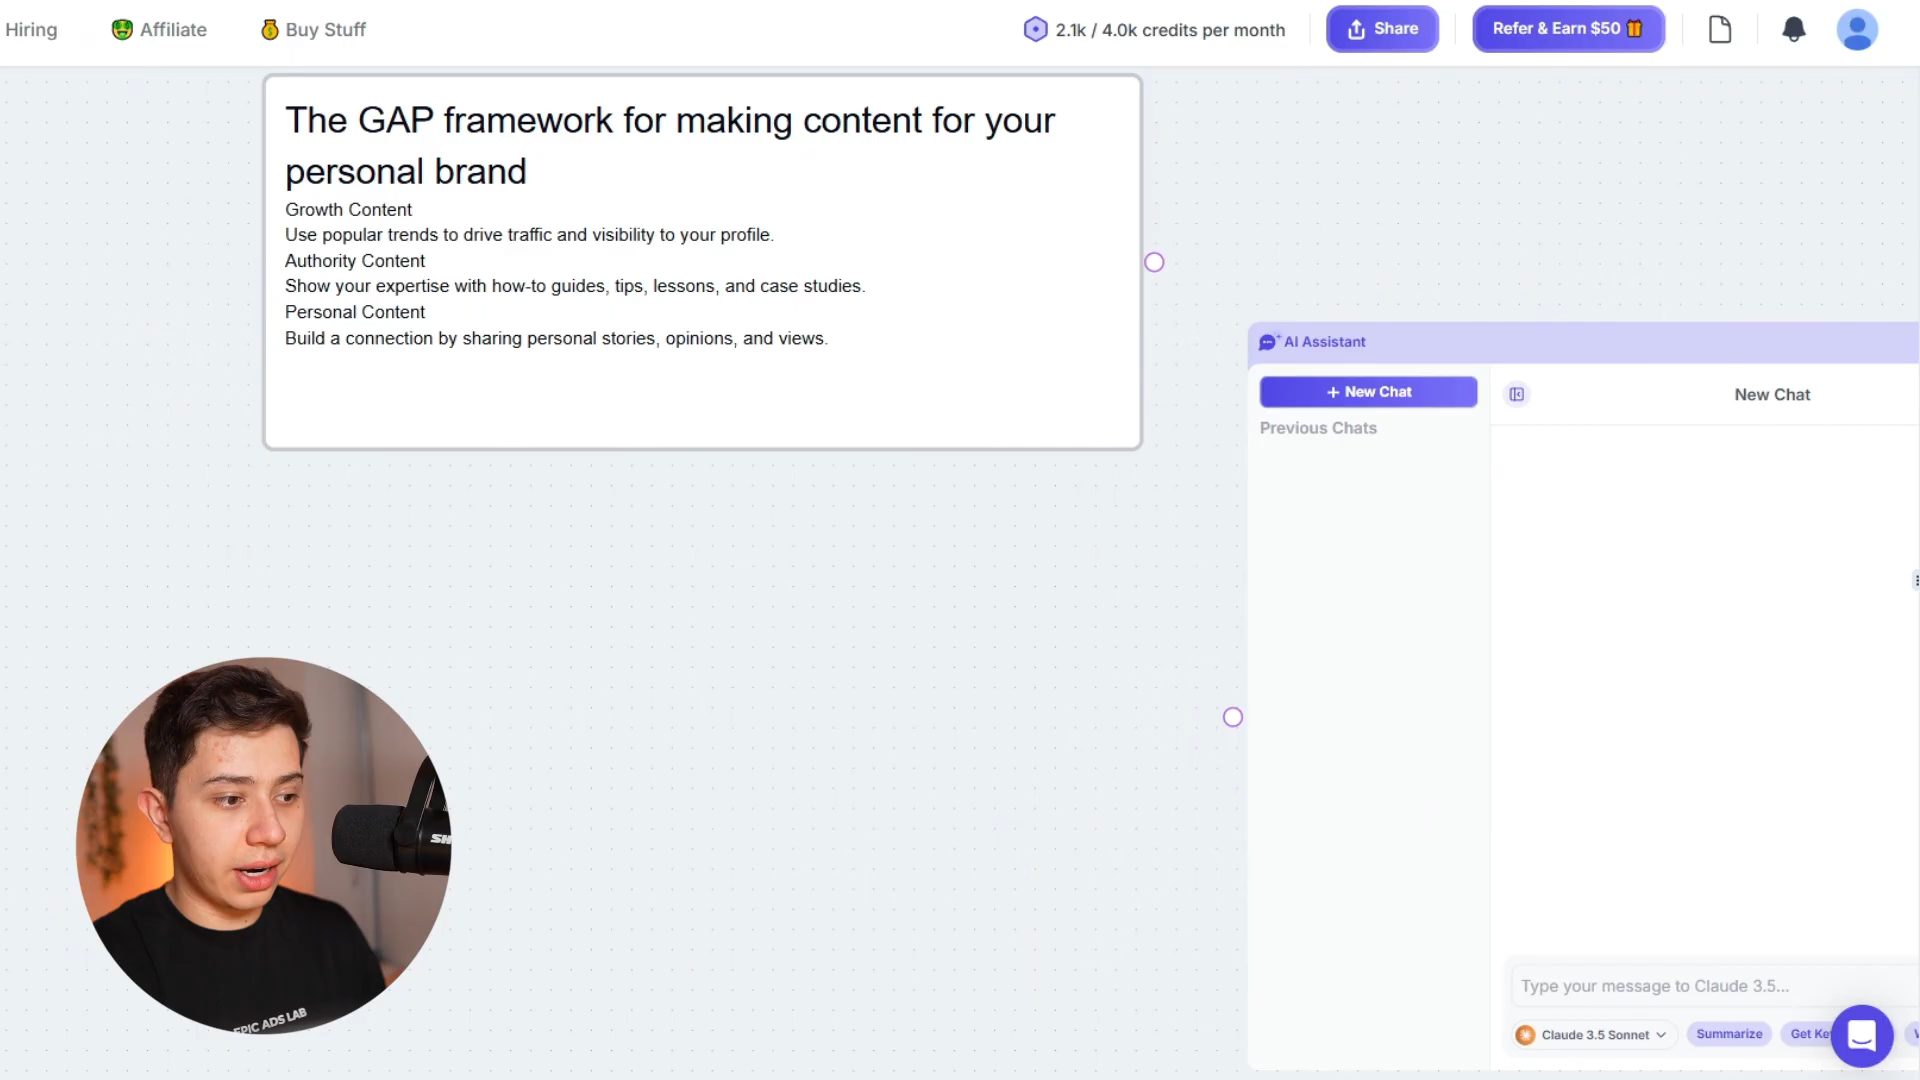 Hiring
Affiliate
Buy Stuff
2.1k / 4.0k credits per month
Share
Refer & Earn $50
The GAP framework for making content for your
personal brand
Growth Content
Use popular trends to drive traffic and visibility to your profile.
Authority Content
Show your expertise with how-to guides, tips, lessons, and case studies.
Personal Content
Build a connection by sharing personal stories, opinions, and views.
AI Assistant
+ New Chat
New Chat
Previous Chats
Type your message to Claude 3.5...
Claude 3.5 Sonnet
Summarize
Get
EPIC ADS LAB